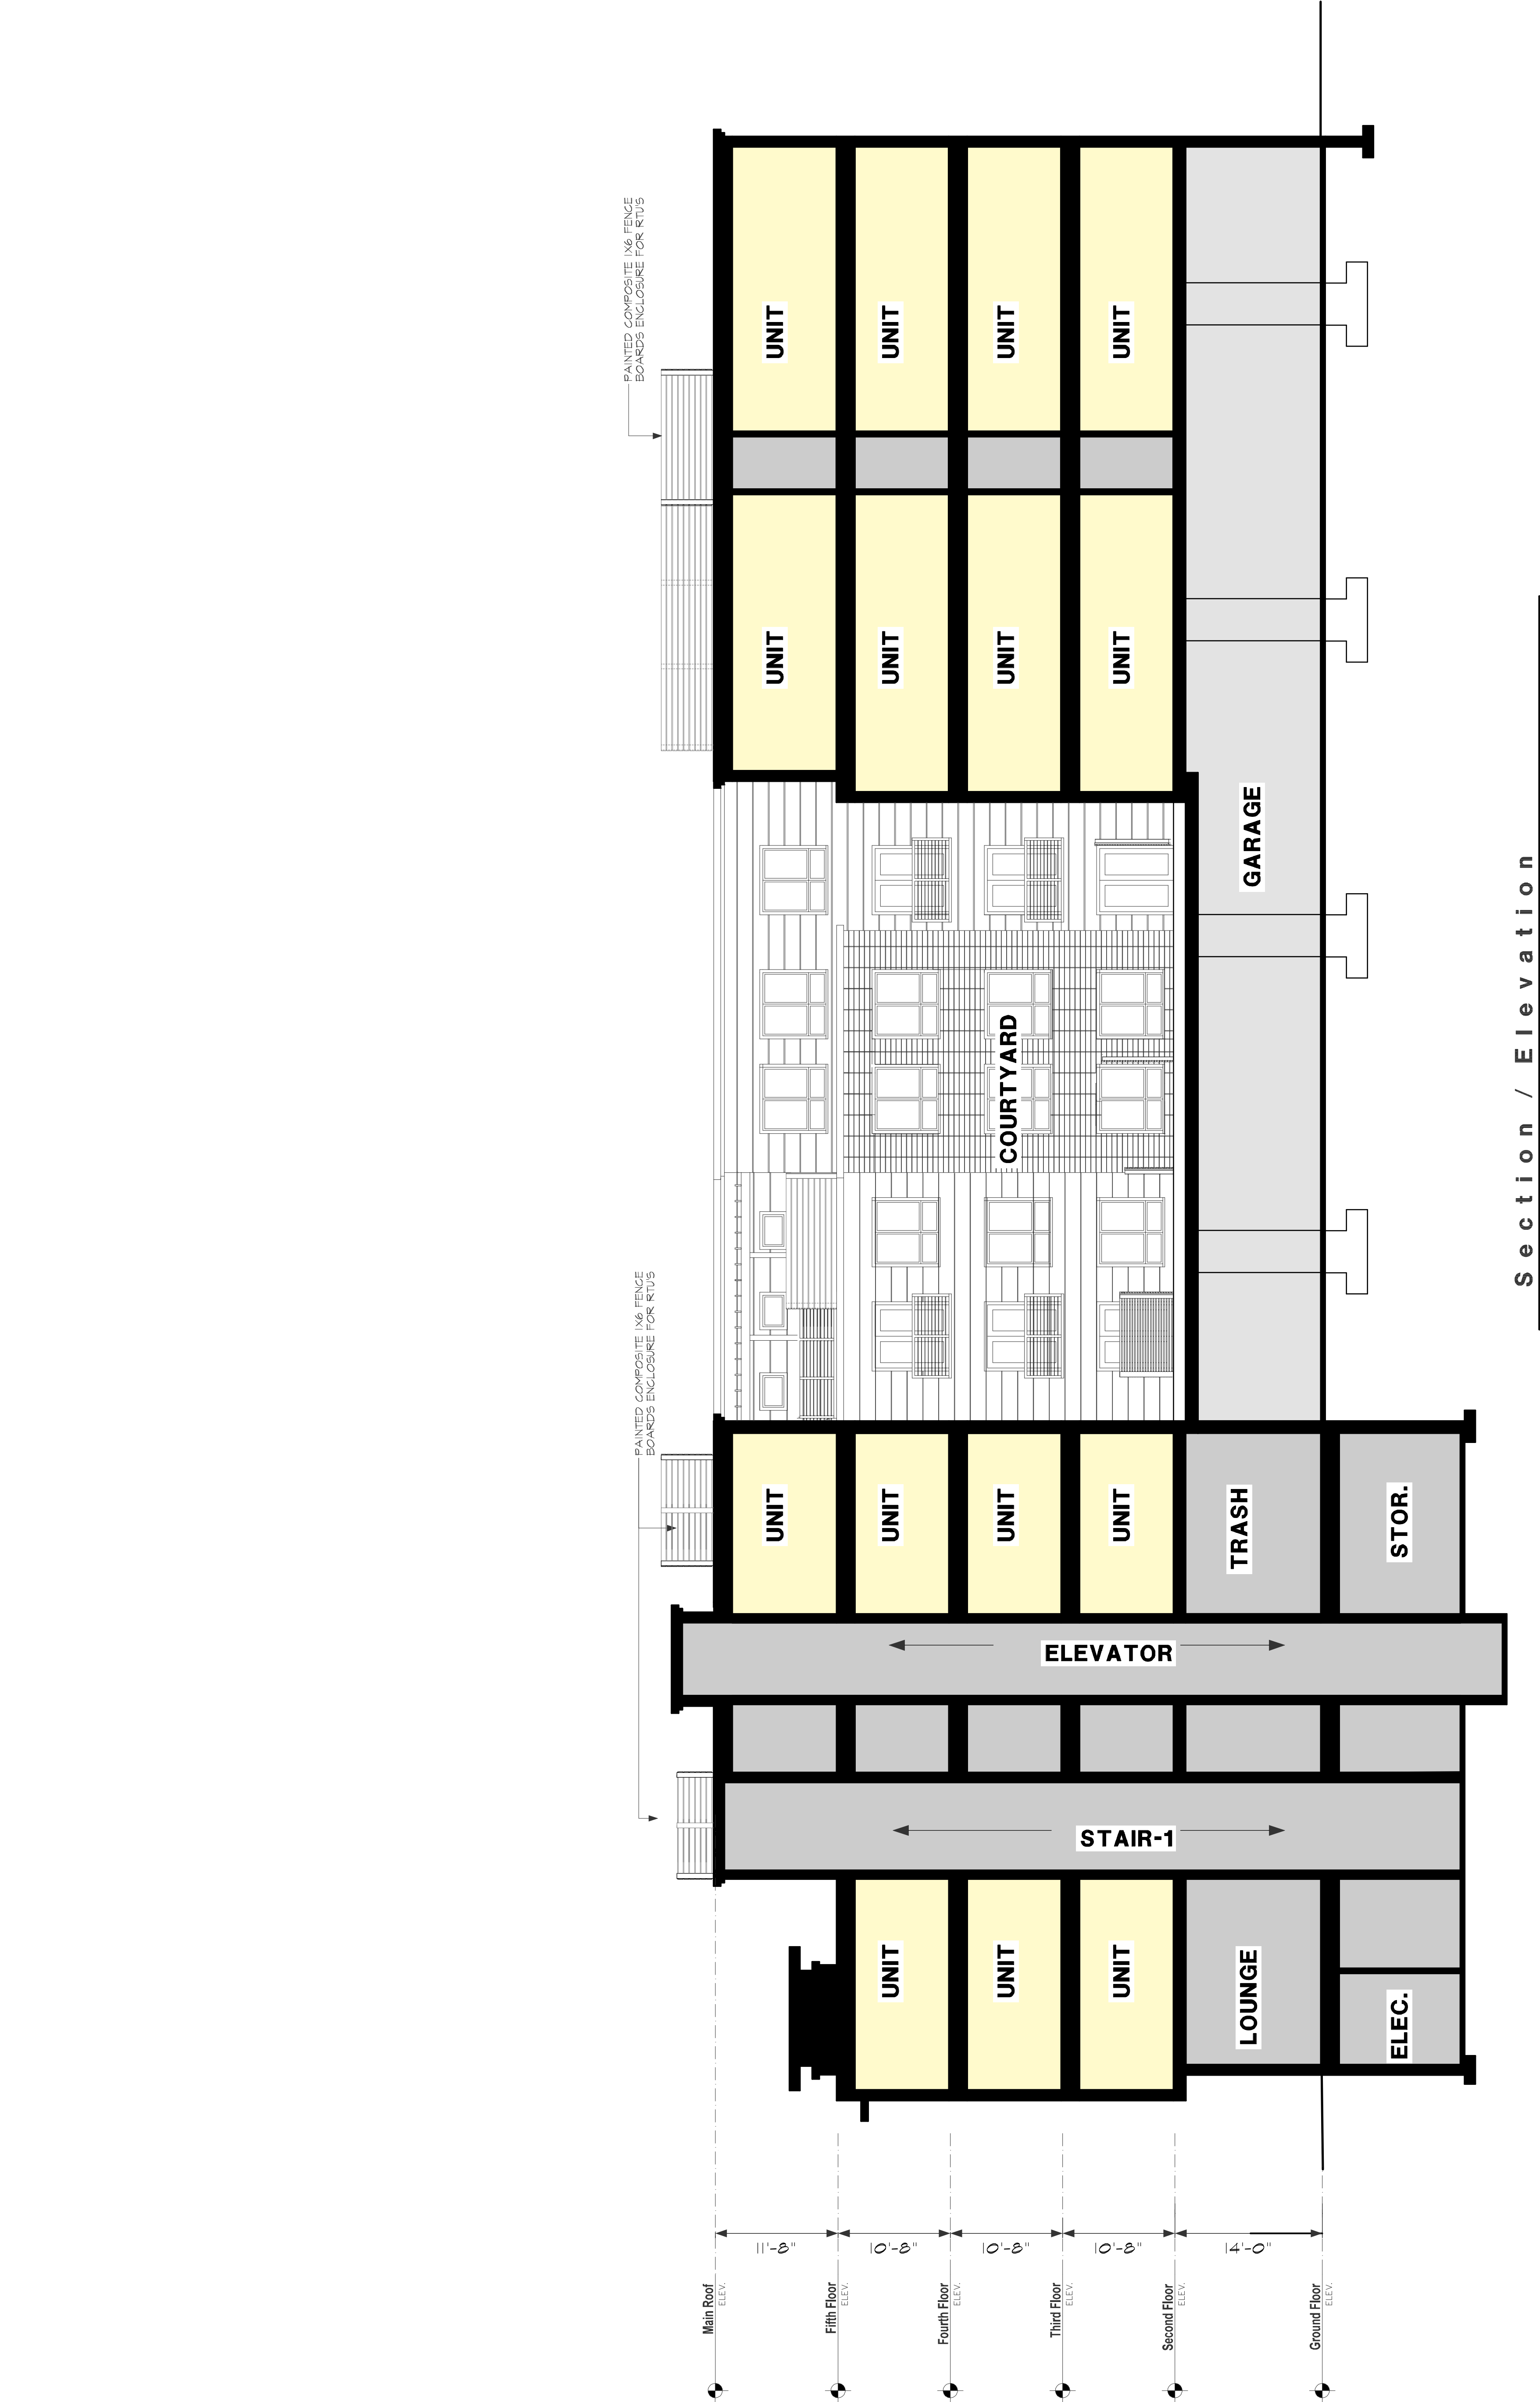 PAINTED COMPOSITE 1X6 FENCE
BOARDS ENCLOSURE FOR RTU'S
PAINTED COMPOSITE 1X6 FENCE
BOARDS ENCLOSURE FOR RTU'S
Main Roof
ELEV.
11'-8"
UNIT
UNIT
UNIT
Fifth Floor
ELEV.
10'-8"
UNIT
UNIT
UNIT
UNIT
Fourth Floor
ELEV.
10'-8"
UNIT
UNIT
COURTYARD
UNIT
UNIT
Third Floor
ELEV.
10'-8"
UNIT
STAIR-1
ELEVATOR
UNIT
UNIT
UNIT
Second Floor
ELEV.
14'-0"
LOUNGE
TRASH
GARAGE
Ground Floor
ELEV.
ELEC.
STOR.
Section / Elevation